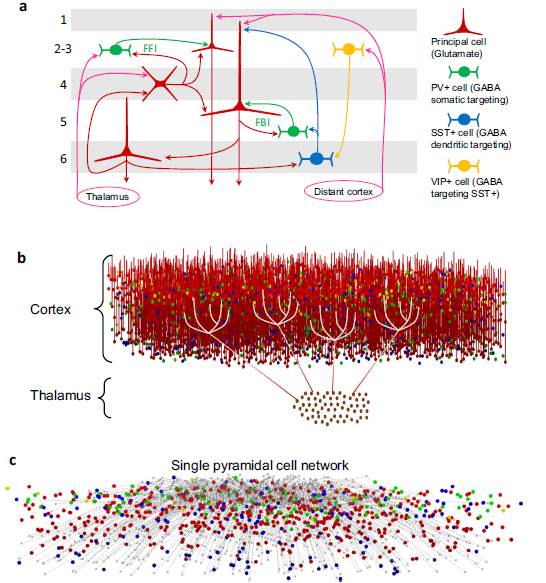 a
1
2-3
4
5
6
FFI
FBI
Thalamus
Distant cortex
Principal cell
(Glutamate)
PV+ cell (GABA
somatic targeting)
SST+ cell (GABA
dendritic targeting)
VIP+ cell (GABA
targeting SST+)
b
Cortex
Thalamus
c
Single pyramidal cell network